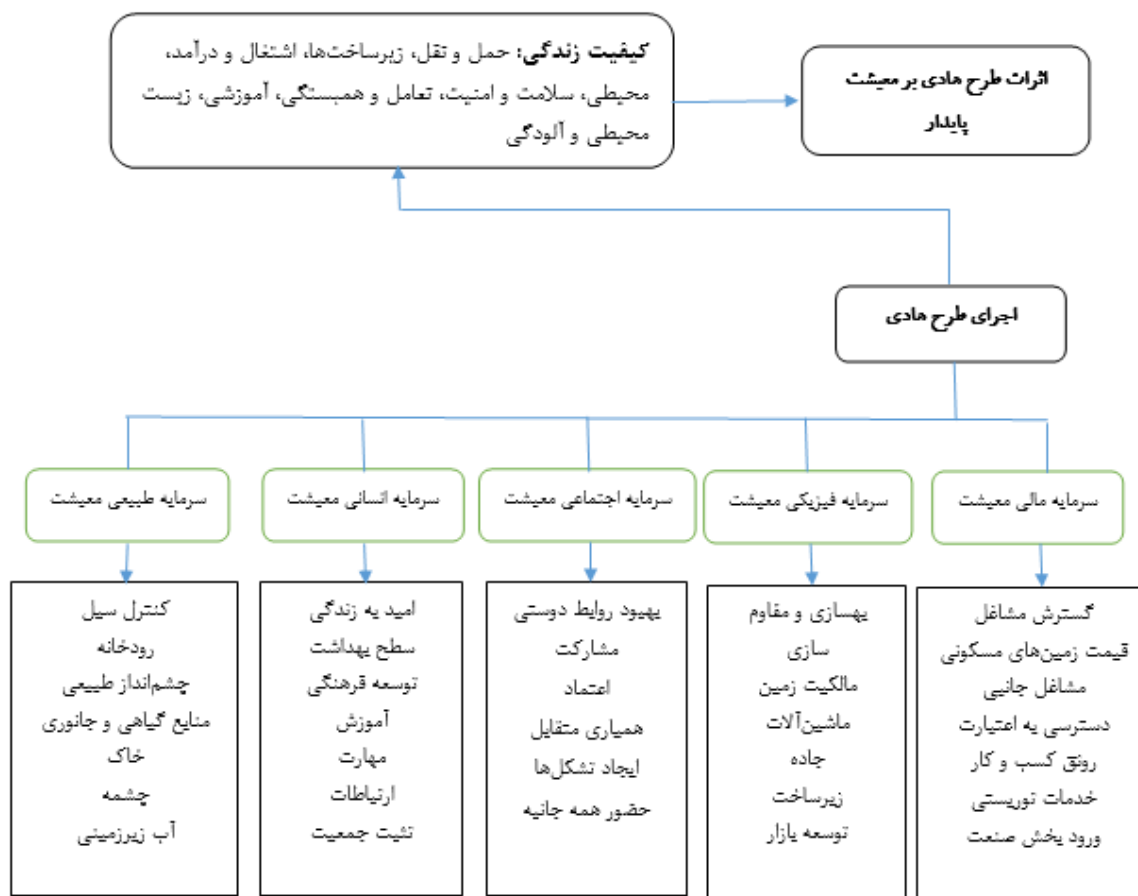 کیفیت زندگی: حمل و تقل، زیرساخت‌ها، اشتغال و درآمد،
محیطی، سلامت و امنیت، تعامل و همبستگی، آموزشی، زیست
محیطی و آلودگی
اثرات طرح هادی بر معیشت
پایدار
اجرای طرح هادی
سرمایه مالی معیشت
سرمایه فیزیکی معیشت
سرمایه اجتماعی معیشت
سرمایه انسانی معیشت
سرمایه طبیعی معیشت
گسترش مشاغل
قیمت زمین‌های مسکونی
مشاغل جانبی
دسترسی به اعتبارت
رونق کسب و کار
خدمات توریستی
ورود بخش صنعت
بهسازی و مقاوم
سازی
مالکیت زمین
ماشین‌آلات
جاده
زیرساخت
توسعه بازار
بهبود روابط دوستی
مشارکت
اعتماد
همیاری متقابل
ایجاد تشکل‌ها
حضور همه جانبه
امید به زندگی
سطح بهداشت
توسعه فرهنگی
آموزش
مهارت
ارتباطات
تثبیت جمعیت
کنترل سیل
رودخانه
چشم‌انداز طبیعی
منابع گیاهی و جانوری
خاک
چشمه
آب زیرزمینی